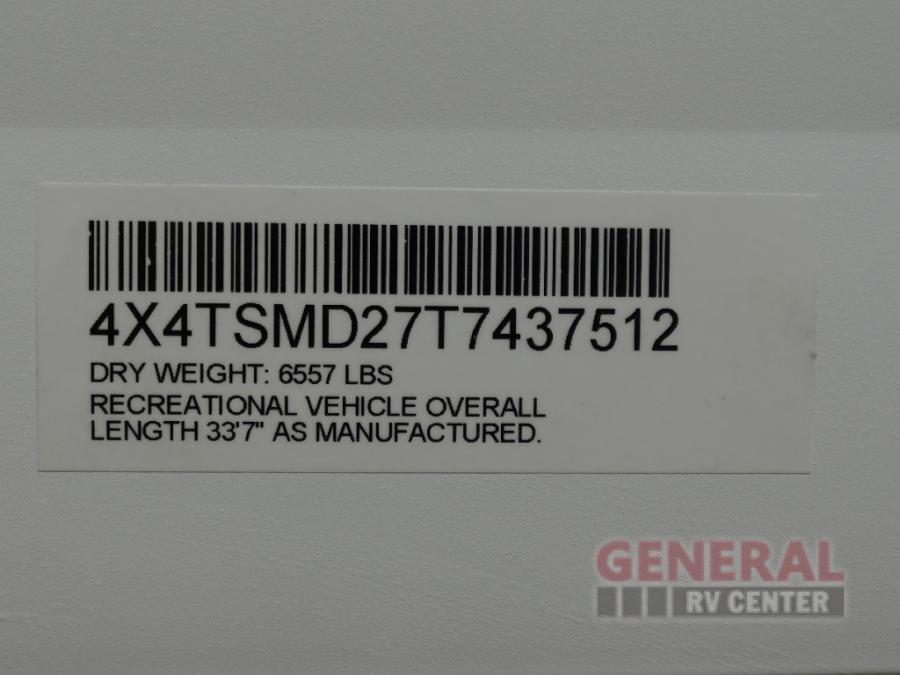 4X4TSMD27T7437512
DRY WEIGHT: 6557 LBS
RECREATIONAL VEHICLE OVERALL
LENGTH 33'7" AS MANUFACTURED.
GENERAL
RV CENTER